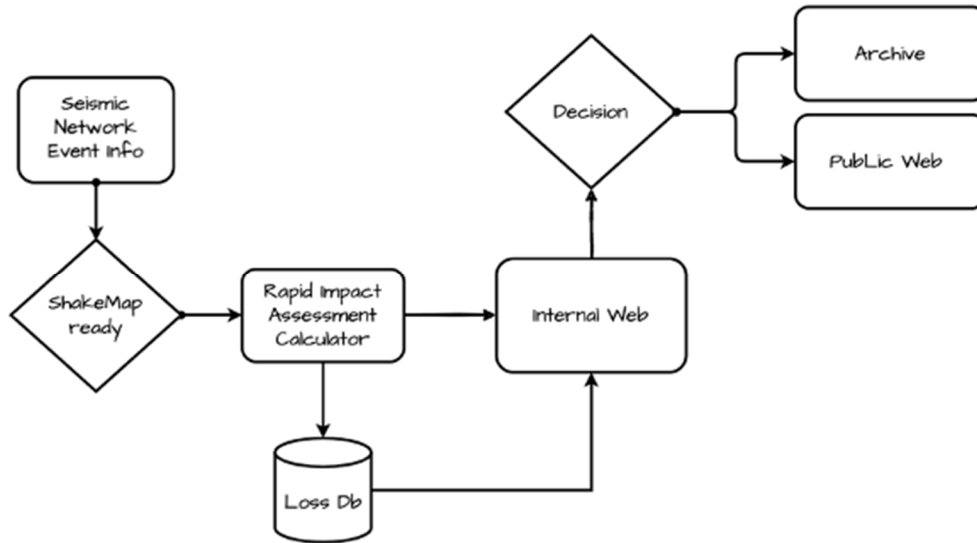 Seismic
Network
Event Info
ShakeMap
ready
Rapid Impact
Assessment
Calculator
Loss Db
Internal Web
Decision
Archive
PubLic Web